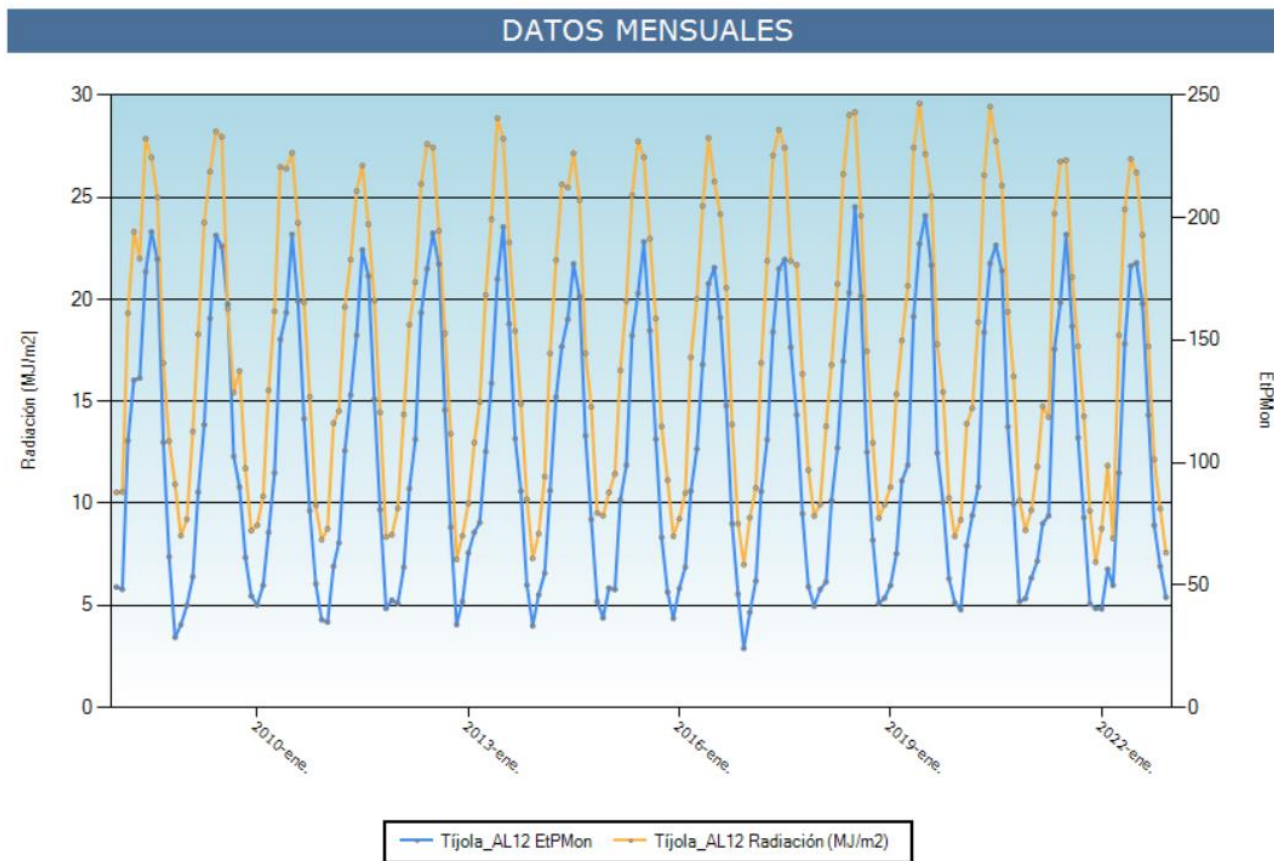 DATOS MENSUALES
30
25
20
15
10
5
0
Radiación (MJ/m2|
250
200
150
100
50
0
EtPMon
2010-ene.
2013-ene.
2016-ene.
2019-ene.
2022-ene.
Tíjola_AL12 EtPMon
Tíjola_AL12 Radiación (MJ/m2)